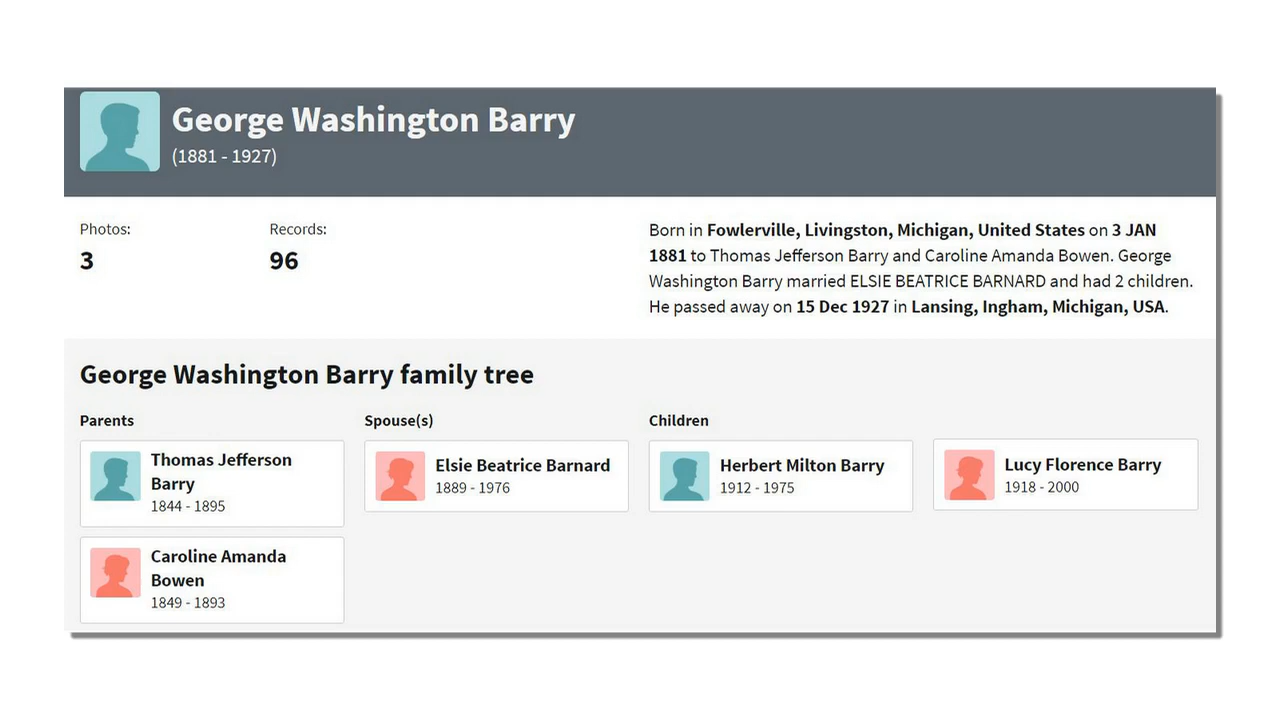 George Washington Barry
(1881 - 1927)
Photos:
3
Records:
96
Born in Fowlerville, Livingston, Michigan, United States on 3 JAN
1881 to Thomas Jefferson Barry and Caroline Amanda Bowen. George
Washington Barry married ELSIE BEATRICE BARNARD and had 2 children.
He passed away on 15 Dec 1927 in Lansing, Ingham, Michigan, USA.
George Washington Barry family tree
Parents
Thomas Jefferson
Barry
1844 - 1895
Caroline Amanda
Bowen
1849 - 1893
Spouse(s)
Elsie Beatrice Barnard
1889 - 1976
Children
Herbert Milton Barry
1912 - 1975
Lucy Florence Barry
1918 - 2000